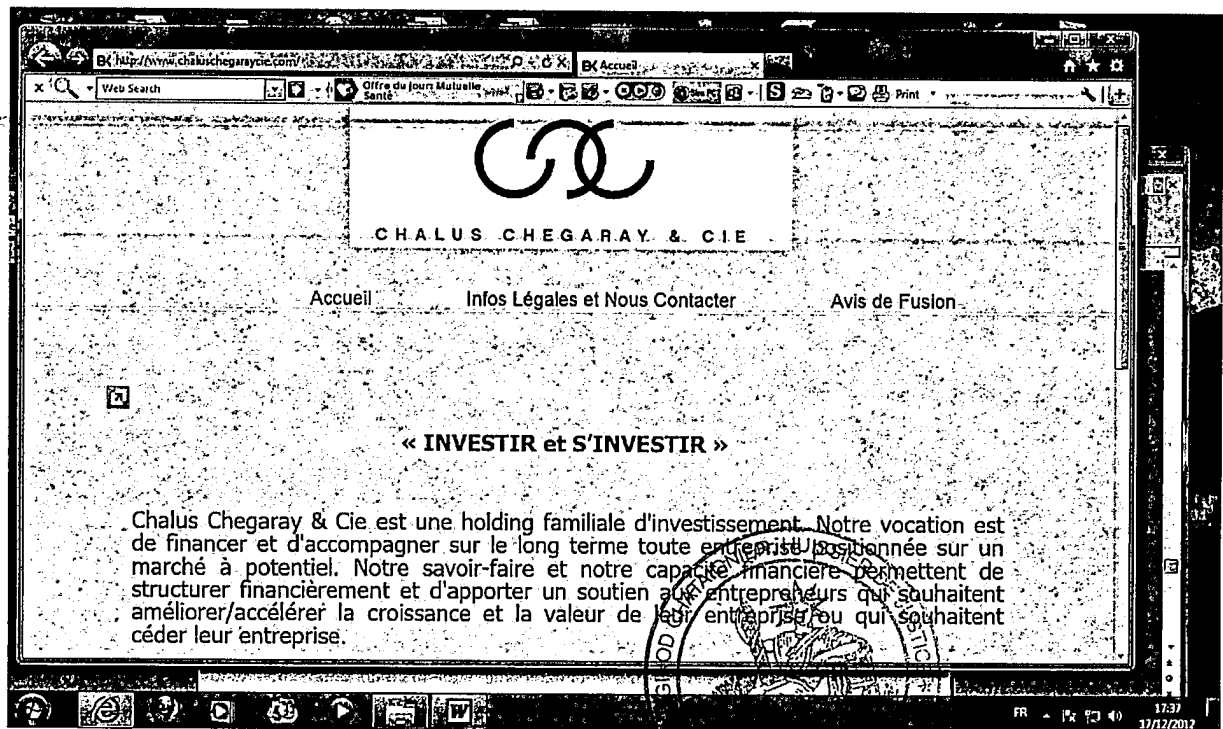 http://www.chaluschegaraycie.com/
Accueil
Web Search
Offre du jours Mutuelle
Santé
Print
CHALUS CHEGARAY & CIE
Accueil Infos Légales et Nous Contacter Avis de Fusion
« INVESTIR et S'INVESTIR »
Chalus Chegaray & Cie est une holding familiale d'investissement. Notre vocation est
de financer et d'accompagner sur le long terme toute entreprise positionnée sur un
marché à potentiel. Notre savoir-faire et notre capacité financière permettent de
structurer financièrement et d'apporter un soutien aux entrepreneurs qui souhaitent
améliorer/accélérer la croissance et la valeur de leur entreprise ou qui souhaitent
céder leur entreprise.
FR
17:37
17/12/2012